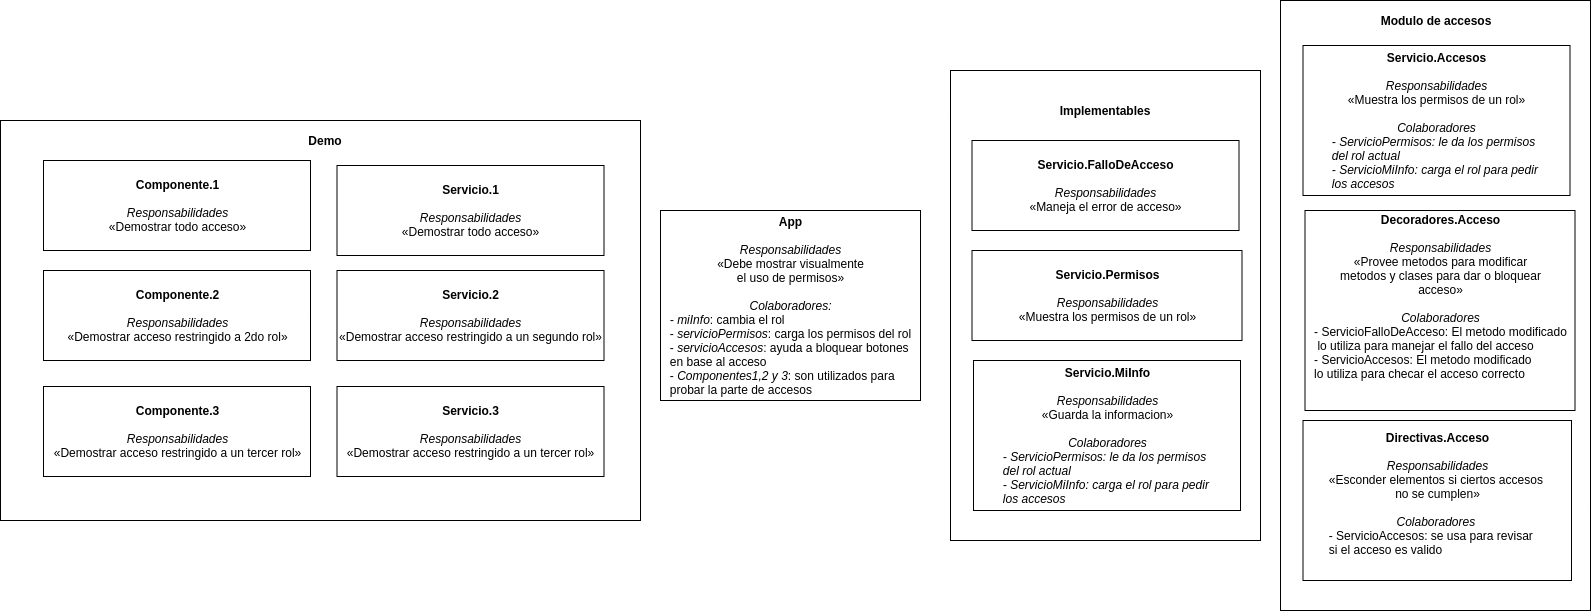 Demo
Componente.1
Responsabilidades
«Demostrar todo acceso»
Servicio.1
Responsabilidades
«Demostrar todo acceso»
Componente.2
Responsabilidades
«Demostrar acceso restringido a 2do rol»
Servicio.2
Responsabilidades
«Demostrar acceso restringido a un segundo rol»
Componente.3
Responsabilidades
«Demostrar acceso restringido a un tercer rol»
Servicio.3
Responsabilidades
«Demostrar acceso restringido a un tercer rol»
App
Responsabilidades
«Debe mostrar visualmente
el uso de permisos»
Colaboradores:
- miInfo: cambia el rol
- servicioPermisos: carga los permisos del rol
- servicioAccesos: ayuda a bloquear botones
en base al acceso
- Componentes1,2 y 3: son utilizados para
probar la parte de accesos
Implementables
Servicio.FalloDeAcceso
Responsabilidades
«Maneja el error de acceso»
Servicio.Permisos
Responsabilidades
«Muestra los permisos de un rol»
Servicio.MiInfo
Responsabilidades
«Guarda la informacion»
Colaboradores
- ServicioPermisos: le da los permisos
del rol actual
- ServicioMiInfo: carga el rol para pedir
los accesos
Modulo de accesos
Servicio.Accesos
Responsabilidades
«Muestra los permisos de un rol»
Colaboradores
- ServicioPermisos: le da los permisos
del rol actual
- ServicioMiInfo: carga el rol para pedir
los accesos
Decoradores.Acceso
Responsabilidades
«Provee metodos para modificar
metodos y clases para dar o bloquear
acceso»
Colaboradores
- ServicioFalloDeAcceso: El metodo modificado
lo utiliza para manejar el fallo del acceso
- ServicioAccesos: El metodo modificado
lo utiliza para checar el acceso correcto
Directivas.Acceso
Responsabilidades
«Esconder elementos si ciertos accesos
no se cumplen»
Colaboradores
- ServicioAccesos: se usa para revisar
si el acceso es valido